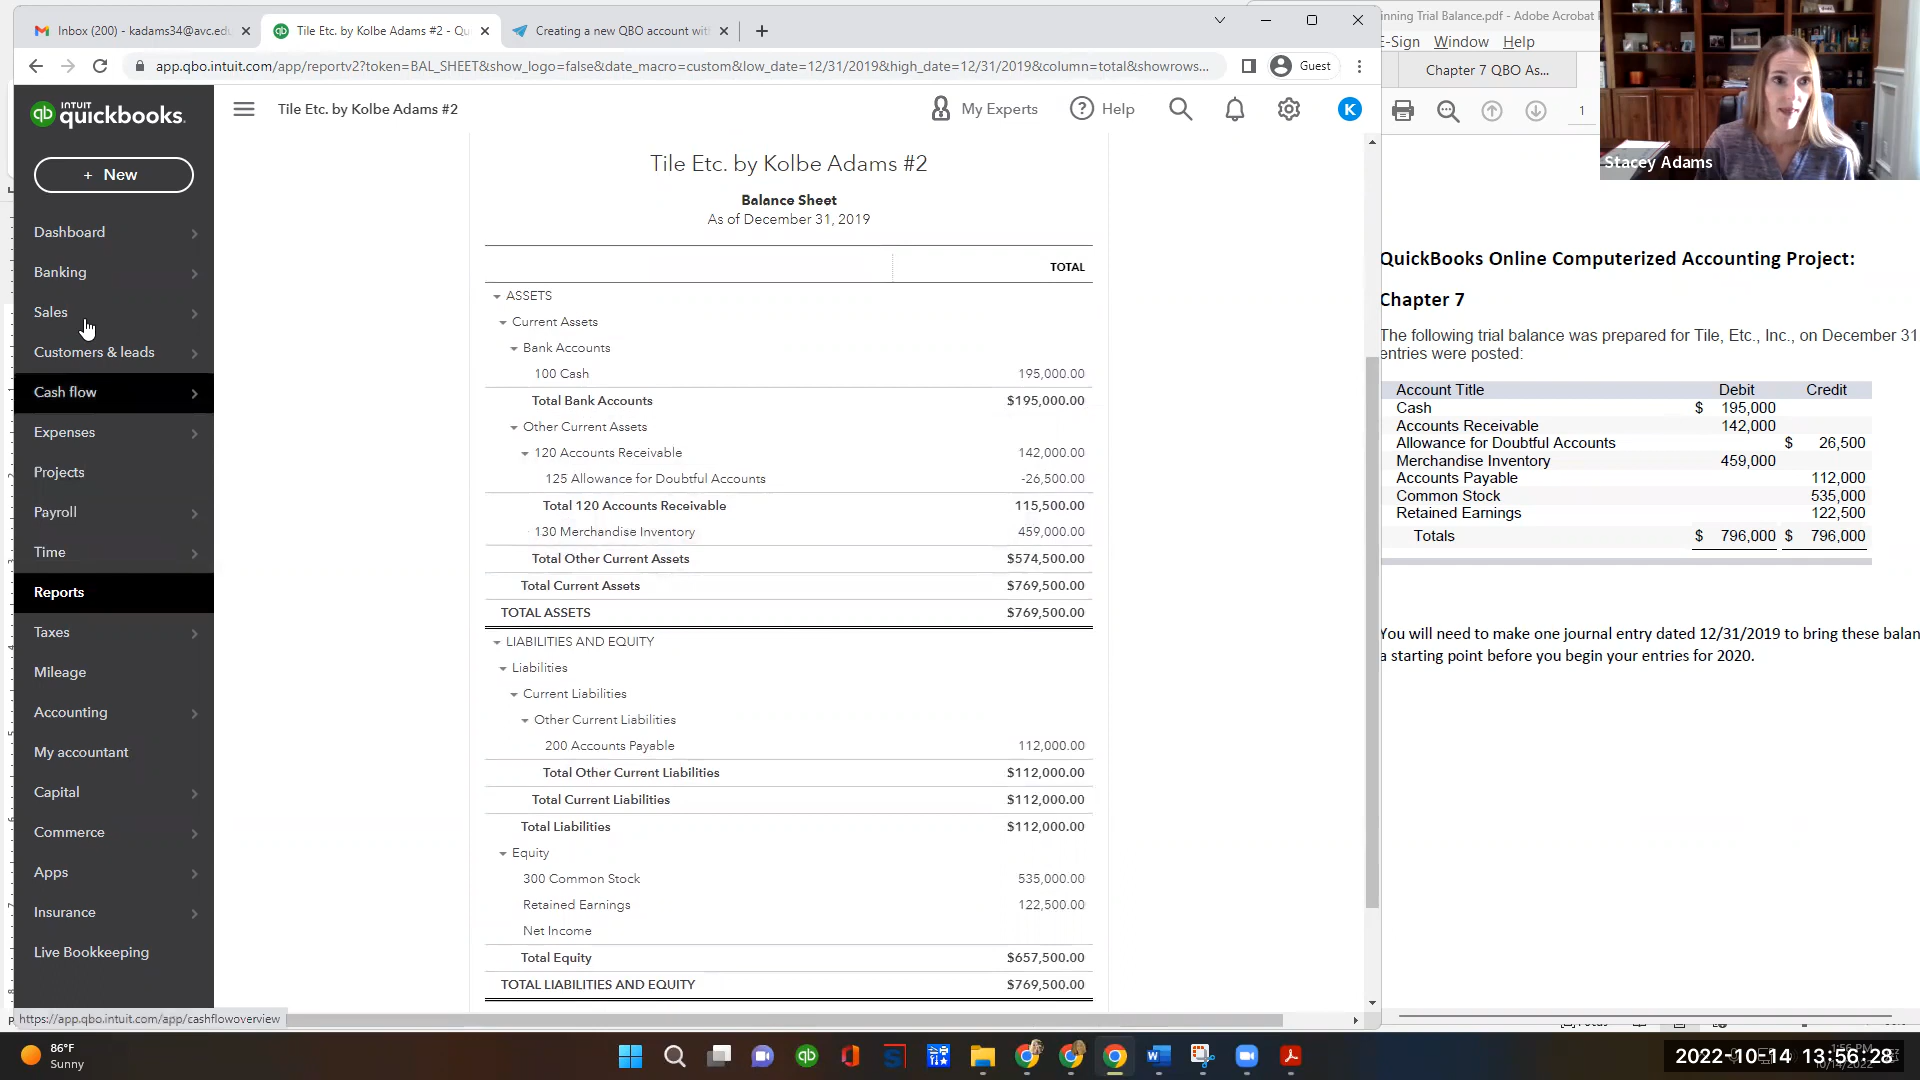 Inbox (200) - kadams34@avc.edu
Tile Etc. by Kolbe Adams #2 - Qu
Creating a new QBO account with
app.qbo.intuit.com/app/reportv2?token=BAL_SHEET&show_logo=false&date_macro=custom&low_date=12/31/2019&high_date=12/31/2019&column=total&showrows...
Guest
INTUIT
quickbooks.
Tile Etc. by Kolbe Adams #2
My Experts
Help
K
+ New
Dashboard
Banking
Sales
Customers & leads
Cash flow
Expenses
Projects
Payroll
Time
Reports
Taxes
Mileage
Accounting
My accountant
Capital
Commerce
Apps
Insurance
Live Bookkeeping
https://app.qbo.intuit.com/app/cashflowoverview
Tile Etc. by Kolbe Adams #2
Balance Sheet
As of December 31, 2019
TOTAL
ASSETS
Current Assets
Bank Accounts
100 Cash 195,000.00
Total Bank Accounts $195,000.00
Other Current Assets
120 Accounts Receivable 142,000.00
125 Allowance for Doubtful Accounts -26,500.00
Total 120 Accounts Receivable 115,500.00
130 Merchandise Inventory 459,000.00
Total Other Current Assets $574,500.00
Total Current Assets $769,500.00
TOTAL ASSETS $769,500.00
LIABILITIES AND EQUITY
Liabilities
Current Liabilities
Other Current Liabilities
200 Accounts Payable 112,000.00
Total Other Current Liabilities $112,000.00
Total Current Liabilities $112,000.00
Total Liabilities $112,000.00
Equity
300 Common Stock 535,000.00
Retained Earnings 122,500.00
Net Income
Total Equity $657,500.00
TOTAL LIABILITIES AND EQUITY $769,500.00
inning Trial Balance.pdf - Adobe Acrobat
E-Sign Window Help
Chapter 7 QBO As...
1
Stacey Adams
QuickBooks Online Computerized Accounting Project:
Chapter 7
The following trial balance was prepared for Tile, Etc., Inc., on December 31
entries were posted:
Account Title Debit Credit
Cash $ 195,000
Accounts Receivable 142,000
Allowance for Doubtful Accounts $ 26,500
Merchandise Inventory 459,000
Accounts Payable 112,000
Common Stock 535,000
Retained Earnings 122,500
Totals $ 796,000 $ 796,000
You will need to make one journal entry dated 12/31/2019 to bring these balan
a starting point before you begin your entries for 2020.
86°F
Sunny
2022-10-14 13:56:28